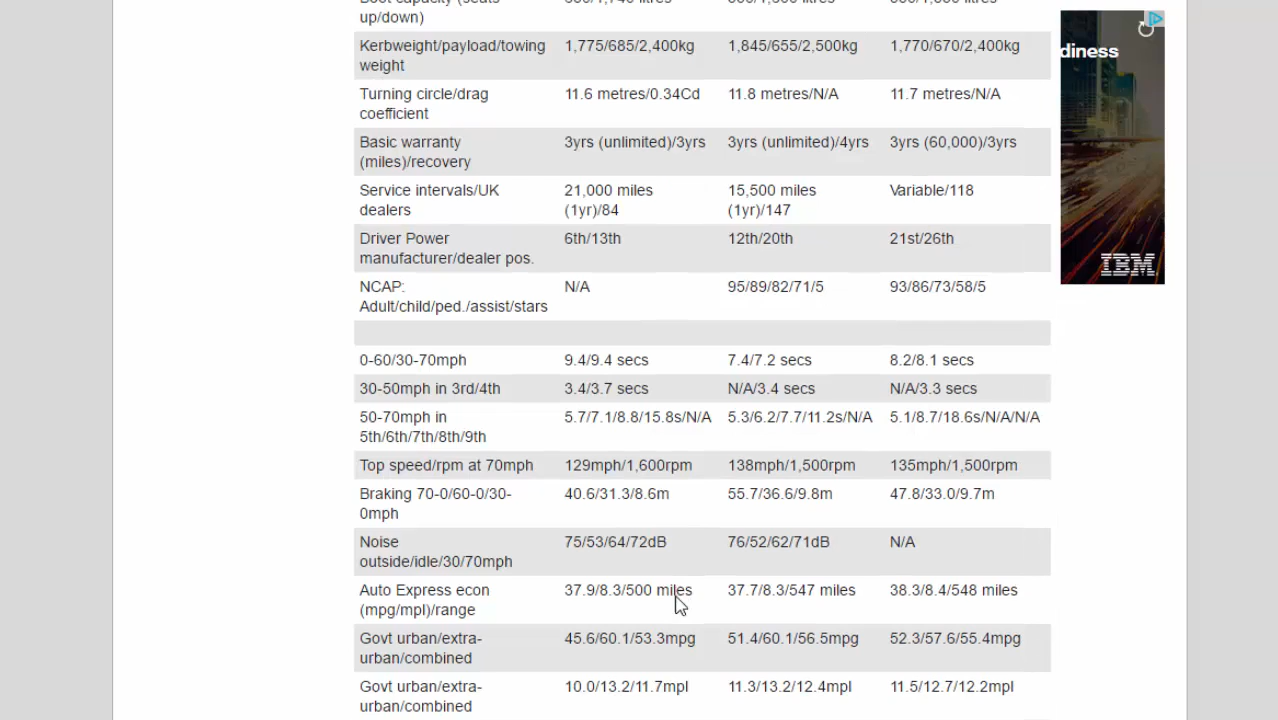 up/down)
Kerbweight/payload/towing weight 1,775/685/2,400kg 1,845/655/2,500kg 1,770/670/2,400kg
Turning circle/drag coefficient 11.6 metres/0.34Cd 11.8 metres/N/A 11.7 metres/N/A
Basic warranty (miles)/recovery 3yrs (unlimited)/3yrs 3yrs (unlimited)/4yrs 3yrs (60,000)/3yrs
Service intervals/UK dealers 21,000 miles (1yr)/84 15,500 miles (1yr)/147 Variable/118
Driver Power manufacturer/dealer pos. 6th/13th 12th/20th 21st/26th
NCAP: Adult/child/ped./assist/stars N/A 95/89/82/71/5 93/86/73/58/5
0-60/30-70mph 9.4/9.4 secs 7.4/7.2 secs 8.2/8.1 secs
30-50mph in 3rd/4th 3.4/3.7 secs N/A/3.4 secs N/A/3.3 secs
50-70mph in 5th/6th/7th/8th/9th 5.7/7.1/8.8/15.8s/N/A 5.3/6.2/7.7/11.2s/N/A 5.1/8.7/18.6s/N/A/N/A
Top speed/rpm at 70mph 129mph/1,600rpm 138mph/1,500rpm 135mph/1,500rpm
Braking 70-0/60-0/30-0mph 40.6/31.3/8.6m 55.7/36.6/9.8m 47.8/33.0/9.7m
Noise outside/idle/30/70mph 75/53/64/72dB 76/52/62/71dB N/A
Auto Express econ (mpg/mpl)/range 37.9/8.3/500 miles 37.7/8.3/547 miles 38.3/8.4/548 miles
Govt urban/extra-urban/combined 45.6/60.1/53.3mpg 51.4/60.1/56.5mpg 52.3/57.6/55.4mpg
Govt urban/extra-urban/combined 10.0/13.2/11.7mpl 11.3/13.2/12.4mpl 11.5/12.7/12.2mpl
diness
IBM